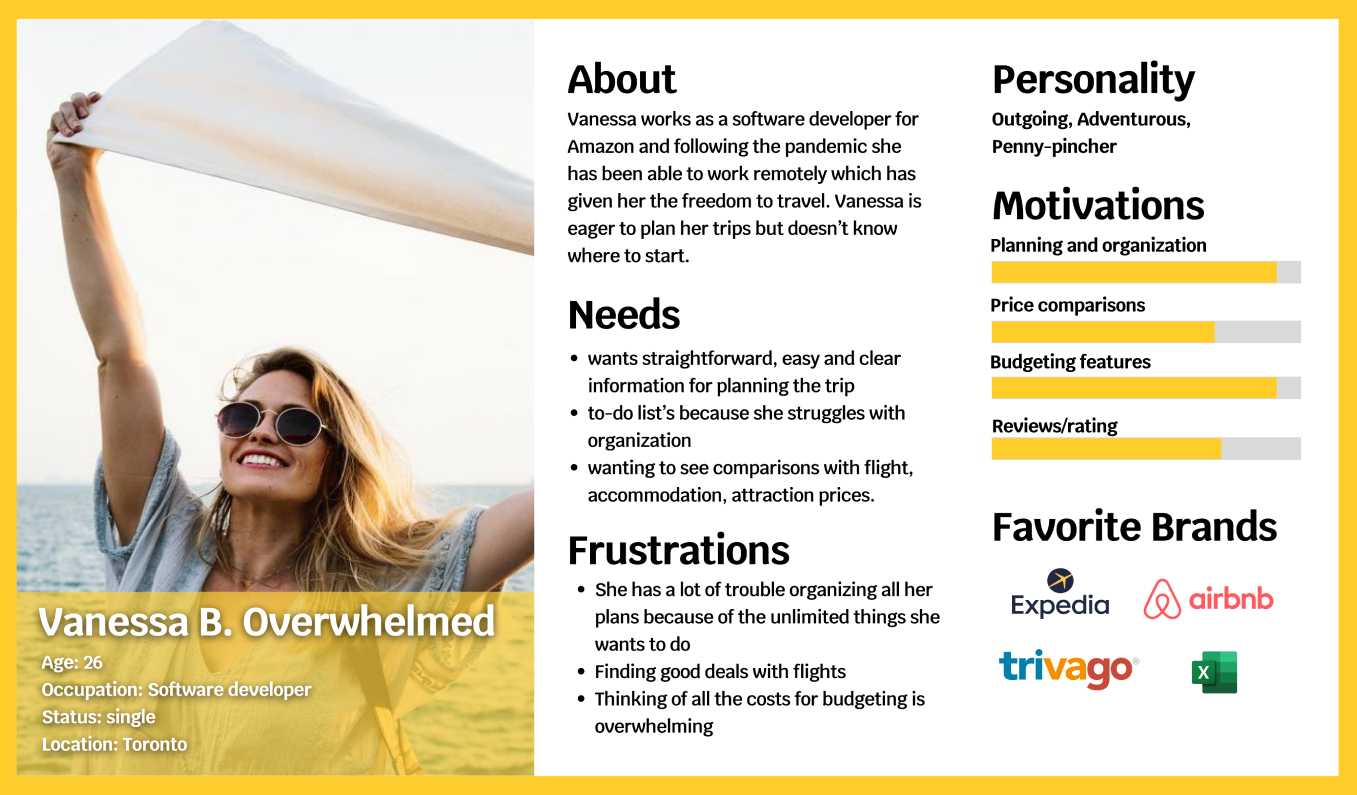 Vanessa B. Overwhelmed
Age: 26
Occupation: Software developer
Status: single
Location: Toronto
About
Vanessa works as a software developer for
Amazon and following the pandemic she
has been able to work remotely which has
given her the freedom to travel. Vanessa is
eager to plan her trips but doesn't know
where to start.
Needs
• wants straightforward, easy and clear
information for planning the trip
• to-do list's because she struggles with
organization
• wanting to see comparisons with flight,
accommodation, attraction prices.
Frustrations
• She has a lot of trouble organizing all her
plans because of the unlimited things she
wants to do
• Finding good deals with flights
• Thinking of all the costs for budgeting is
overwhelming
Personality
Outgoing, Adventurous,
Penny-pincher
Motivations
Planning and organization
Price comparisons
Budgeting features
Reviews/rating
Favorite Brands
Expedia
airbnb
trivago®
X